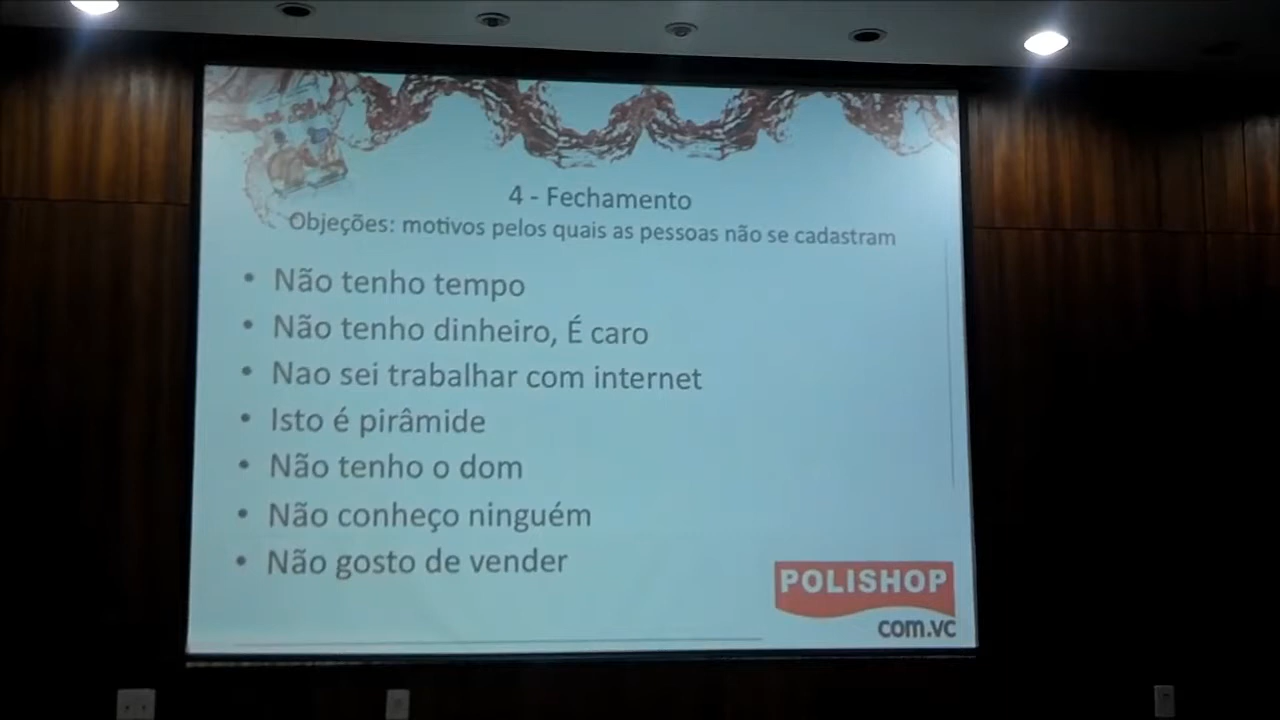 4 - Fechamento
Objeções: motivos pelos quais as pessoas não se cadastram
• Não tenho tempo
• Não tenho dinheiro, É caro
• Nao sei trabalhar com internet
• Isto é pirâmide
• Não tenho o dom
• Não conheço ninguém
• Não gosto de vender
POLISHOP
com.vc